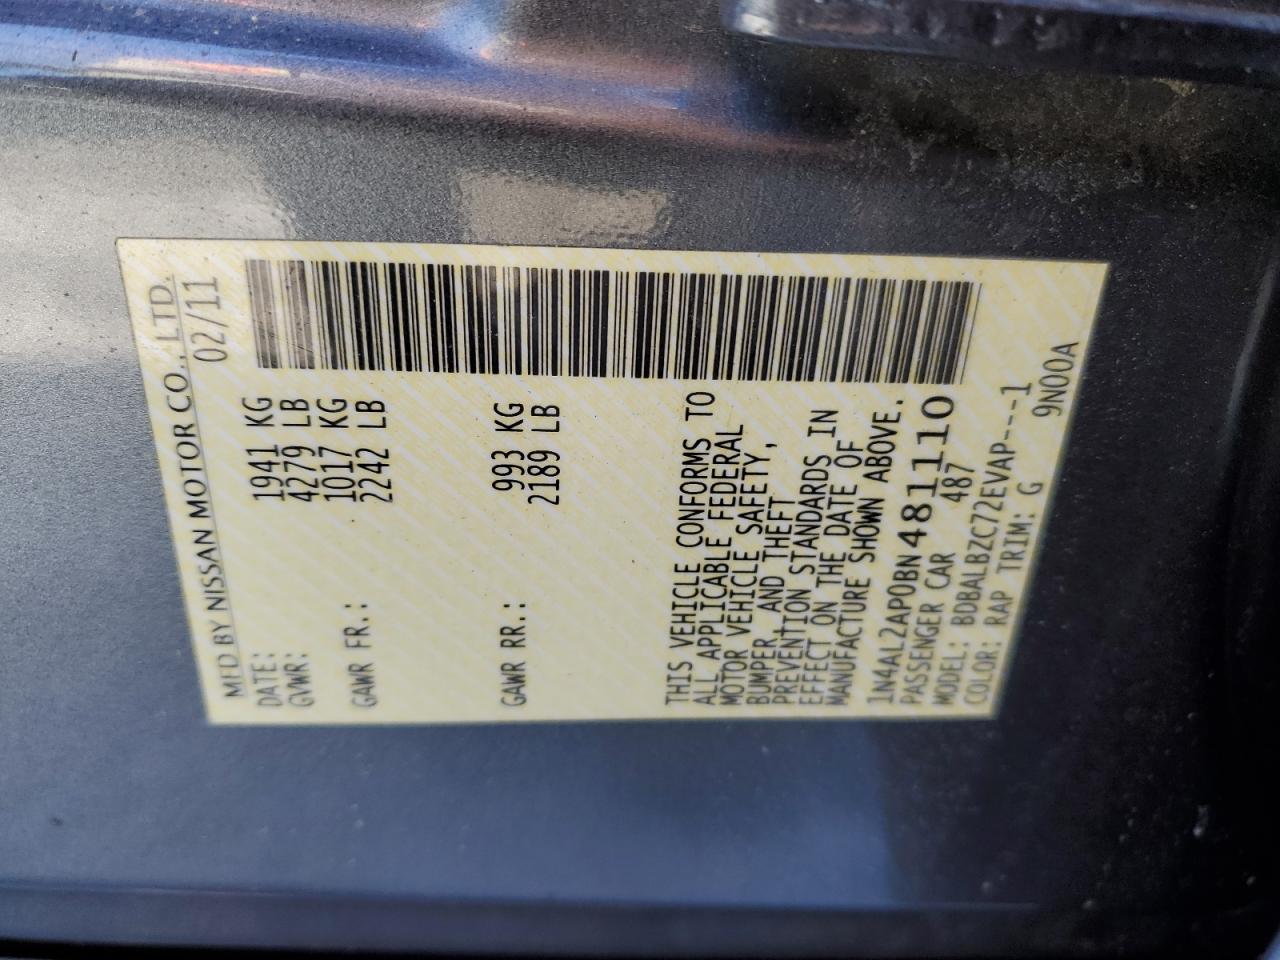 MFD BY NISSAN MOTOR CO., LTD.
DATE: 02/11
GVWR: 1941 KG
4279 LB
GAWR FR.: 1017 KG
2242 LB
GAWR RR.: 993 KG
2189 LB
THIS VEHICLE CONFORMS TO
ALL APPLICABLE FEDERAL
MOTOR VEHICLE SAFETY,
BUMPER, AND THEFT
PREVENTION STANDARDS IN
EFFECT ON THE DATE OF
MANUFACTURE SHOWN ABOVE.
1N4AL2AP0BN481110
PASSENGER CAR 487
MODEL: BDBALBZC72EVAP---1
COLOR: RAP TRIM: G 9N00A